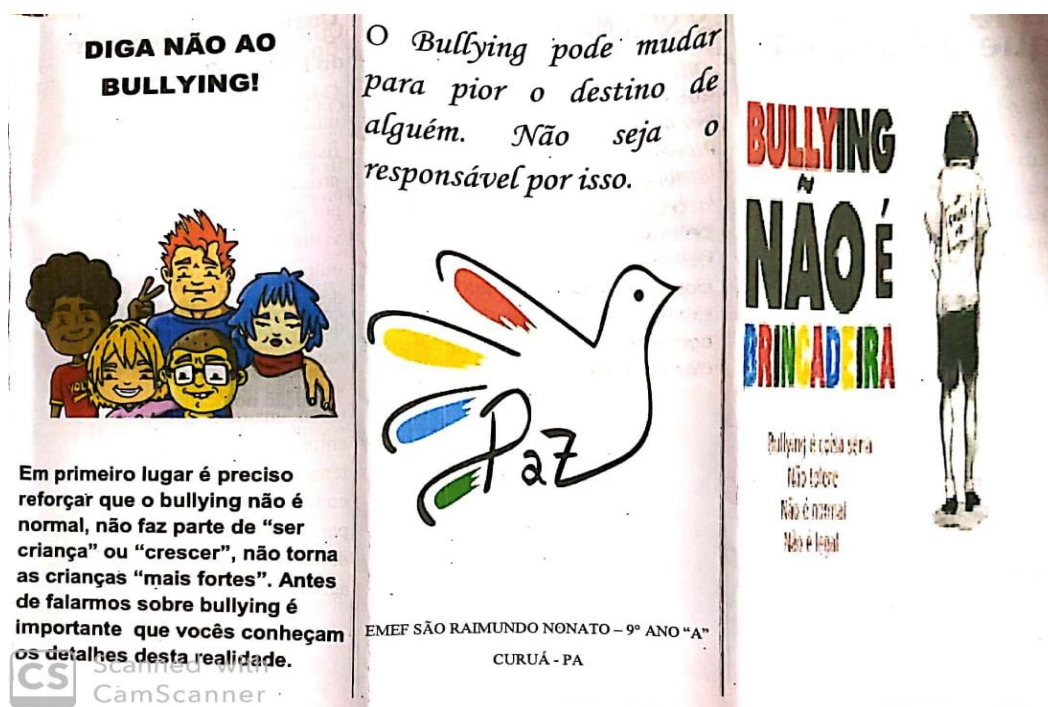 DIGA NÃO AO
BULLYING!
Em primeiro lugar é preciso
reforçar que o bullying não é
normal, não faz parte de “ser
criança” ou “crescer”, não torna
as crianças “mais fortes”. Antes
de falarmos sobre bullying é
importante que vocês conheçam
os detalhes desta realidade.
O Bullying pode mudar
para pior o destino de
alguém. Não seja o
responsável por isso.
Paz
EMEF SÃO RAIMUNDO NONATO – 9° ANO “A”
CURUÁ - PA
BULLYING
NÃO É
BRINCADEIRA
Bullying é coisa séria
Não tolere
Não é normal
Não é legal
CS Scanned with
CamScanner